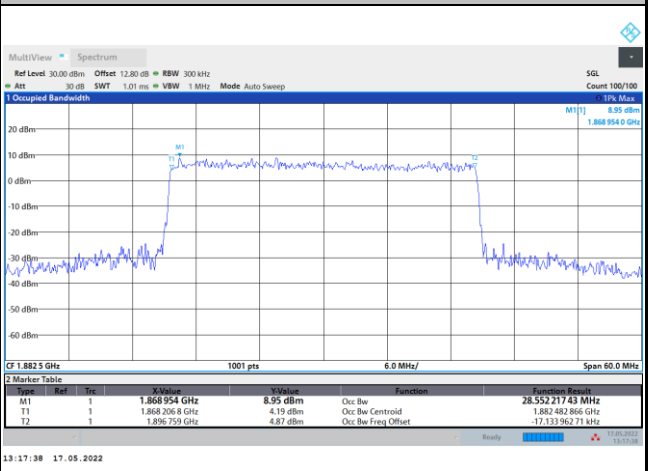 MultiView Spectrum
Ref Level 30.00 dBm Offset 12.80 dB RBW 300 kHz SGL
Att 30 dB SWT 1.01 ms VBW 1 MHz Mode Auto Sweep Count 100/100
1 Occupied Bandwidth 1Pk Max
M1[1] 8.95 dBm
1.868 954 0 GHz
20 dBm
M1
10 dBm
T1 T2
0 dBm
-10 dBm
-20 dBm
-30 dBm
-40 dBm
-50 dBm
-60 dBm
CF 1.882 5 GHz 1001 pts 6.0 MHz/ Span 60.0 MHz
2 Marker Table
Type Ref Trc X-Value Y-Value Function Function Result
M1 1 1.868 954 GHz 8.95 dBm Occ Bw 28.552 217 43 MHz
T1 1 1.868 206 8 GHz 4.19 dBm Occ Bw Centroid 1.882 482 866 GHz
T2 1 1.896 759 GHz 4.87 dBm Occ Bw Freq Offset -17.133 962 71 kHz
Ready 17.05.2022
13:17:38
13:17:38 17.05.2022